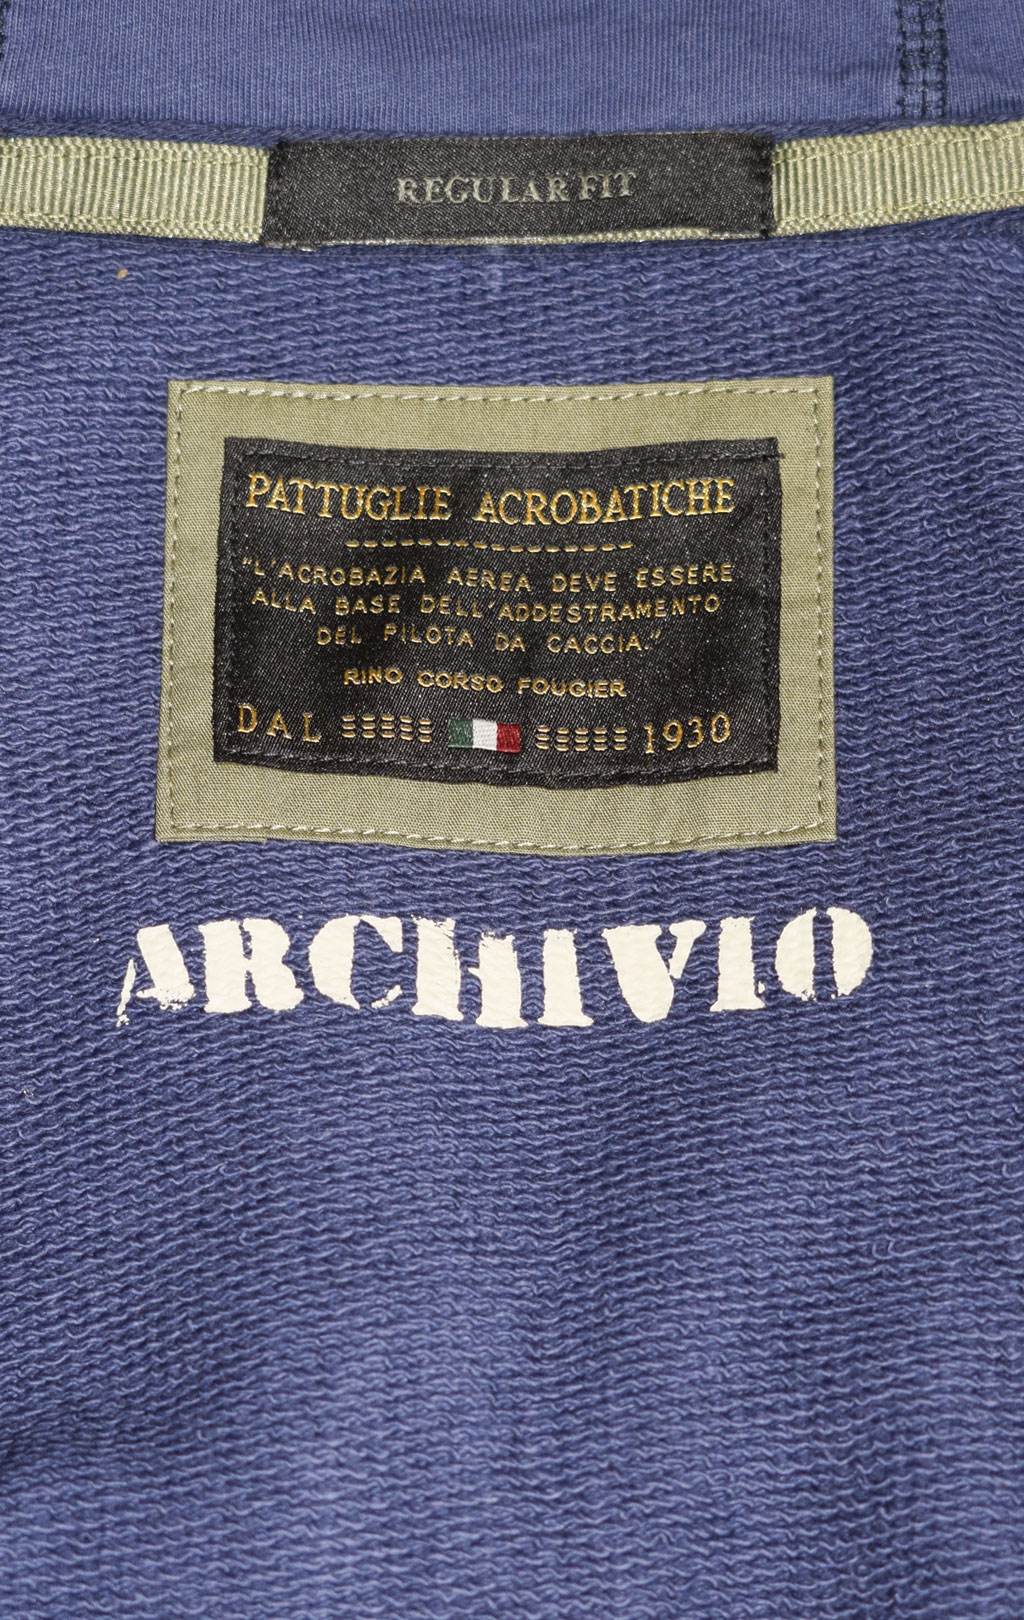 REGULAR FIT
PATTUGLIE ACROBATICHE
"L'ACROBAZIA AEREA DEVE ESSERE
ALLA BASE DELL'ADDESTRAMENTO
DEL PILOTA DA CACCIA."
RINO CORSO FOUGIER
DAL 1930
ARCHIVIO